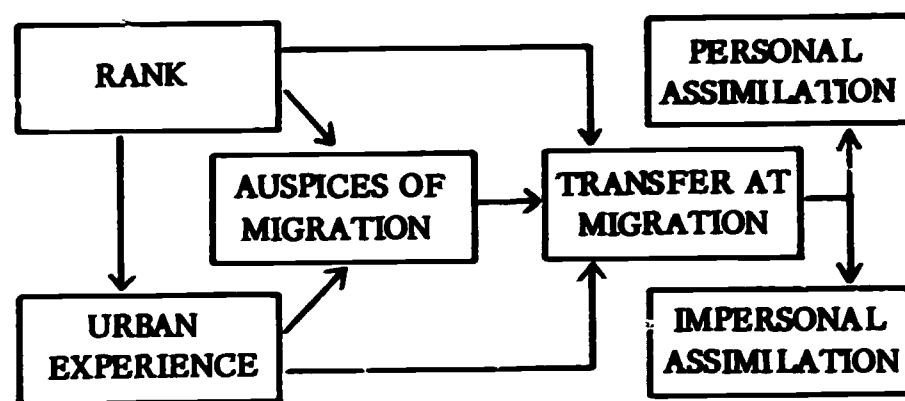 RANK
PERSONAL
ASSIMILATION
AUSPICES OF
MIGRATION
TRANSFER AT
MIGRATION
URBAN
EXPERIENCE
IMPERSONAL
ASSIMILATION